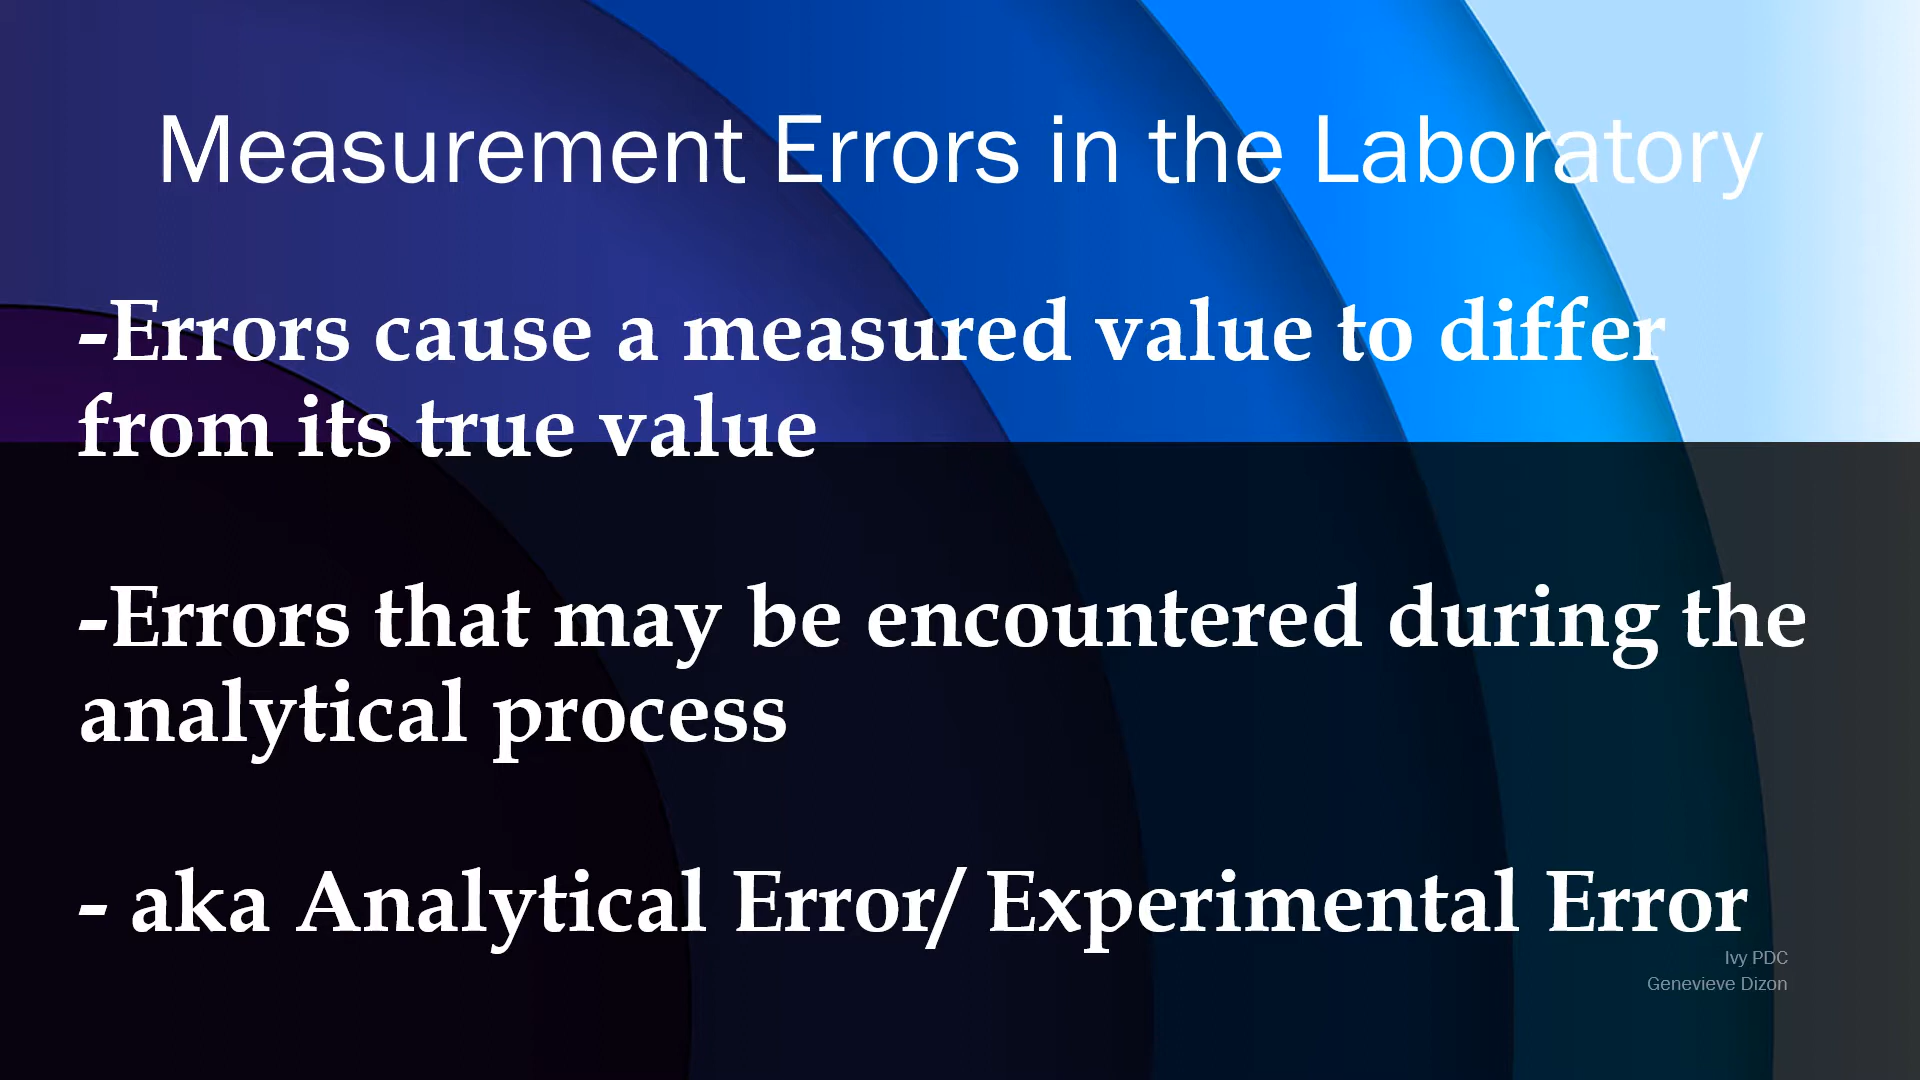 Measurement Errors in the Laboratory
-Errors cause a measured value to differ
from its true value
-Errors that may be encountered during the
analytical process
- aka Analytical Error/ Experimental Error
Ivy PDC
Genevieve Dizon